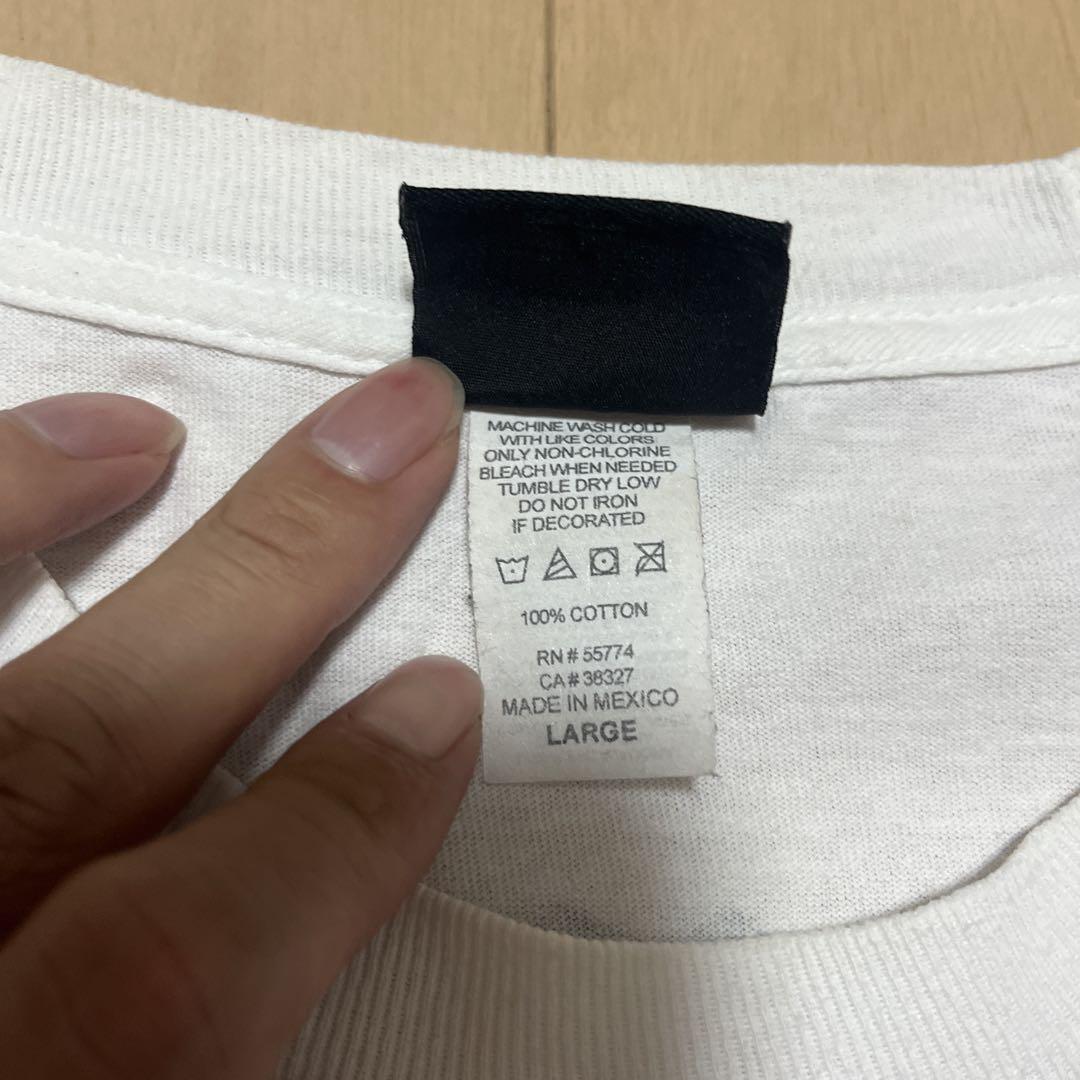 MACHINE WASH COLD
WITH LIKE COLORS
ONLY NON-CHLORINE
BLEACH WHEN NEEDED
TUMBLE DRY LOW
DO NOT IRON
IF DECORATED
100% COTTON
RN # 55774
CA # 38327
MADE IN MEXICO
LARGE